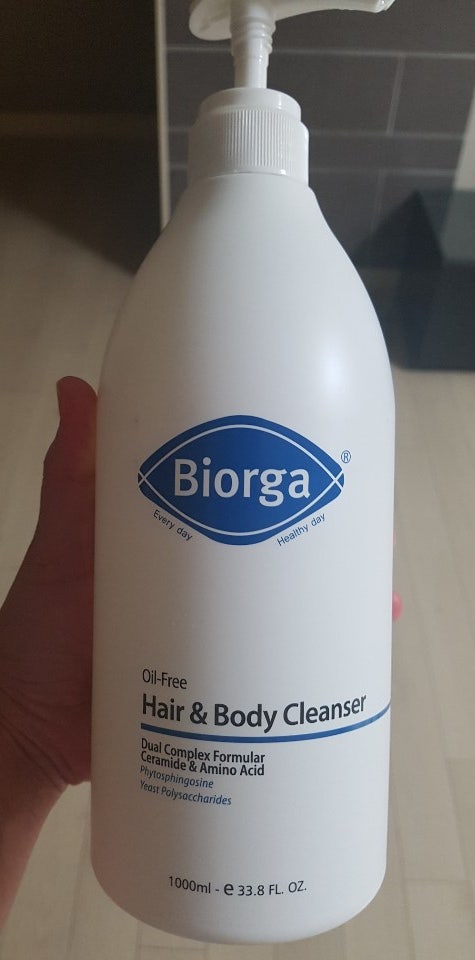 Biorga ®
Every day
Healthy day
Oil-Free
Hair & Body Cleanser
Dual Complex Formular
Ceramide & Amino Acid
Phytosphingosine
Yeast Polysaccharides
1000ml - e 33.8 FL. OZ.